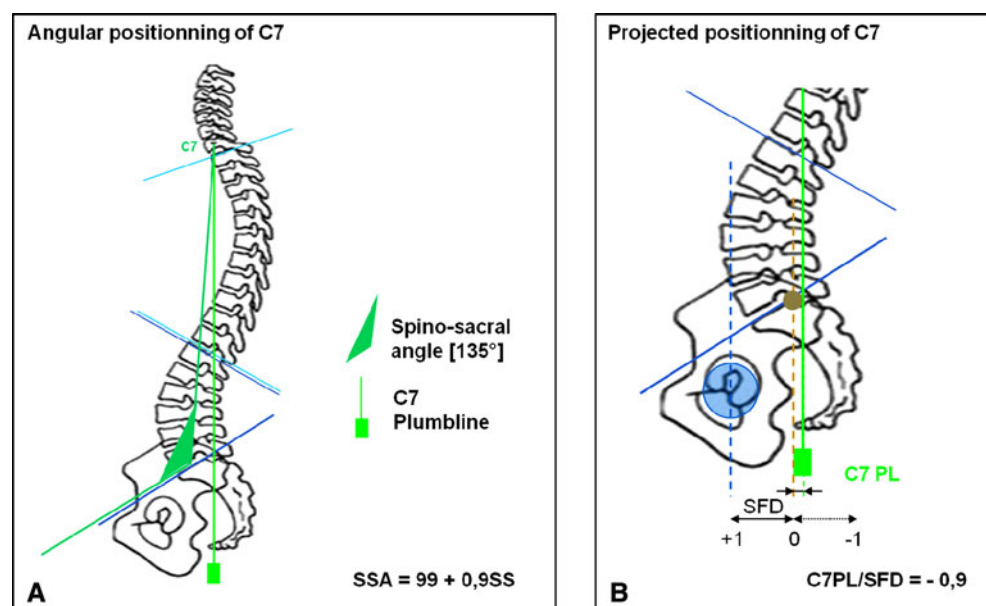 Angular positionning of C7
C7
Spino-sacral
angle [135°]
C7
Plumbline
A
SSA = 99 + 0,9SS
Projected positionning of C7
C7 PL
SFD
+1 0 -1
B
C7PL/SFD = - 0,9